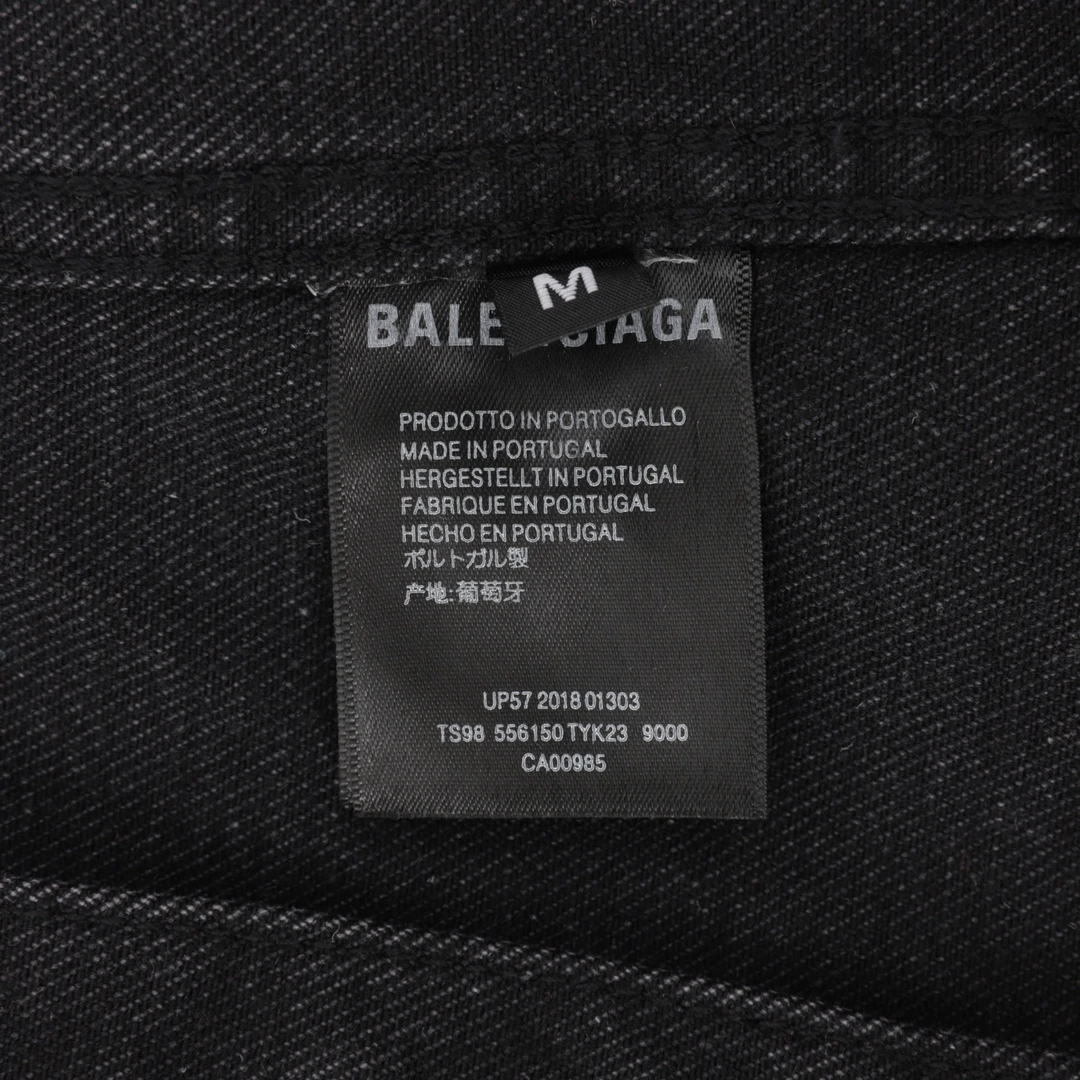 M
BALE CIAGA
PRODOTTO IN PORTOGALLO
MADE IN PORTUGAL
HERGESTELLT IN PORTUGAL
FABRIQUE EN PORTUGAL
HECHO EN PORTUGAL
ポルトガル製
产地:葡萄牙
UP57 2018 01303
TS98 556150 TYK23 9000
CA00985